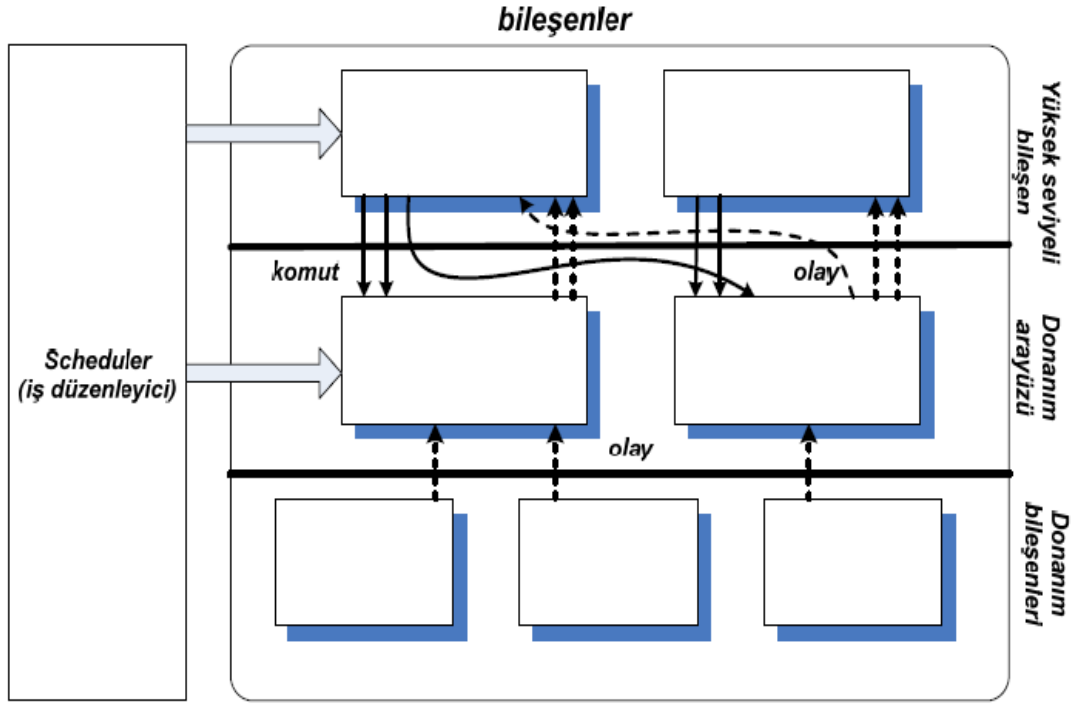 bileşenler
Yüksek seviyeli
bileşen
komut
olay
Donanım
arayüzü
Scheduler
(iş düzenleyici)
olay
Donanım
bileşenleri